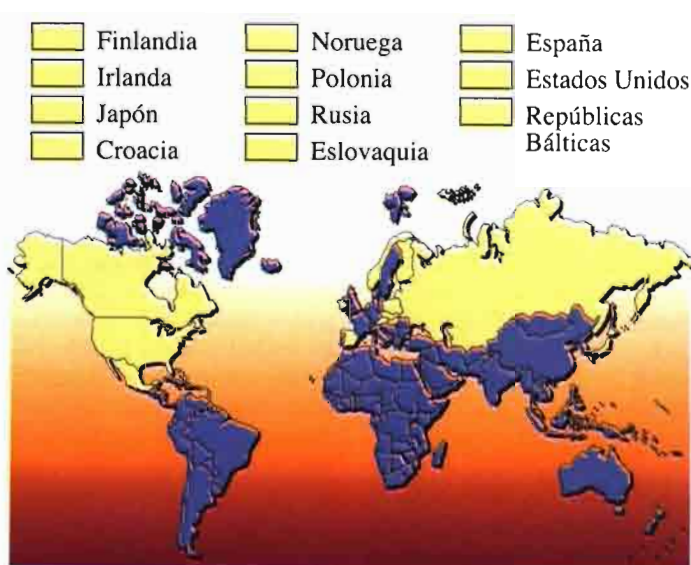 Finlandia
Irlanda
Japón
Croacia
Noruega
Polonia
Rusia
Eslovaquia
España
Estados Unidos
Repúblicas
Bálticas